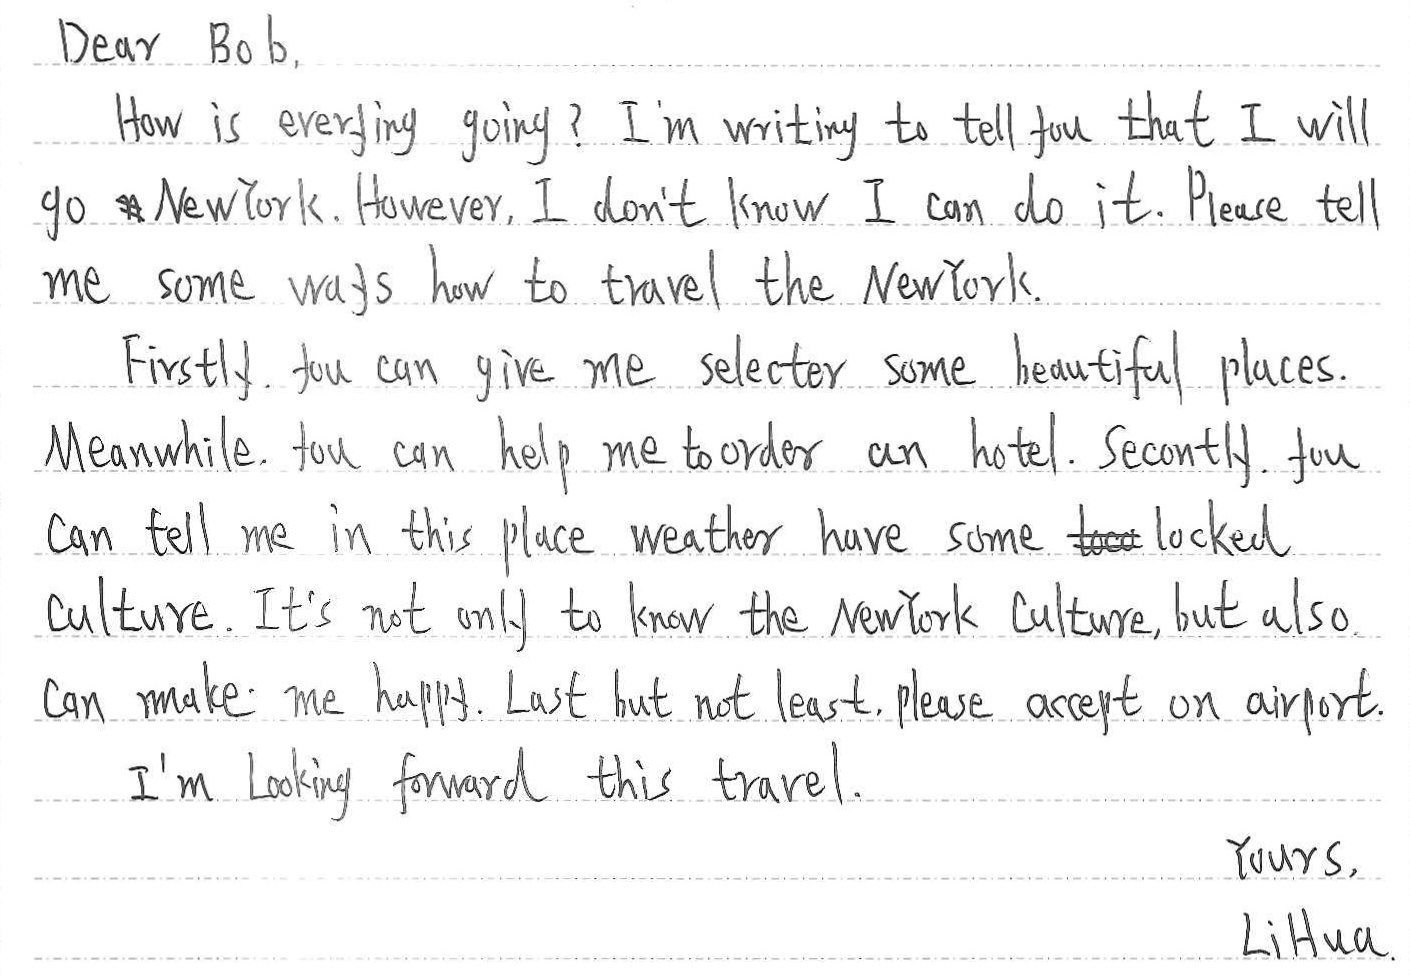 Dear Bob,
How is everying going? I'm writing to tell you that I will
go NewYork. However, I don't know I can do it. Please tell
me some ways how to travel the NewYork.
Firstly. you can give me selecter some beautiful places.
Meanwhile. you can help me to order an hotel. Secontly. you
can tell me in this place weather have some locked
culture. It's not only to know the NewYork Culture, but also
can make me happy. Last but not least. please accept on airport.
I'm Looking forward this travel.
Yours,
LiHua.